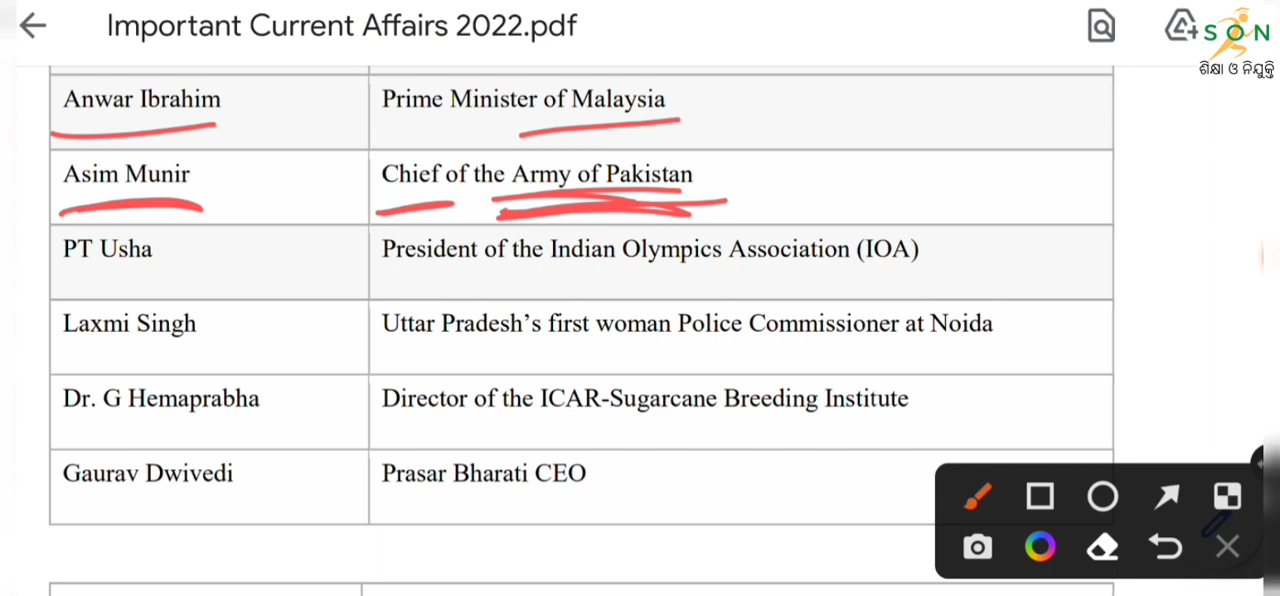 Important Current Affairs 2022.pdf
SON
ଶିକ୍ଷା ଓ ନିଯୁକ୍ତି
Anwar Ibrahim Prime Minister of Malaysia
Asim Munir Chief of the Army of Pakistan
PT Usha President of the Indian Olympics Association (IOA)
Laxmi Singh Uttar Pradesh’s first woman Police Commissioner at Noida
Dr. G Hemaprabha Director of the ICAR-Sugarcane Breeding Institute
Gaurav Dwivedi Prasar Bharati CEO